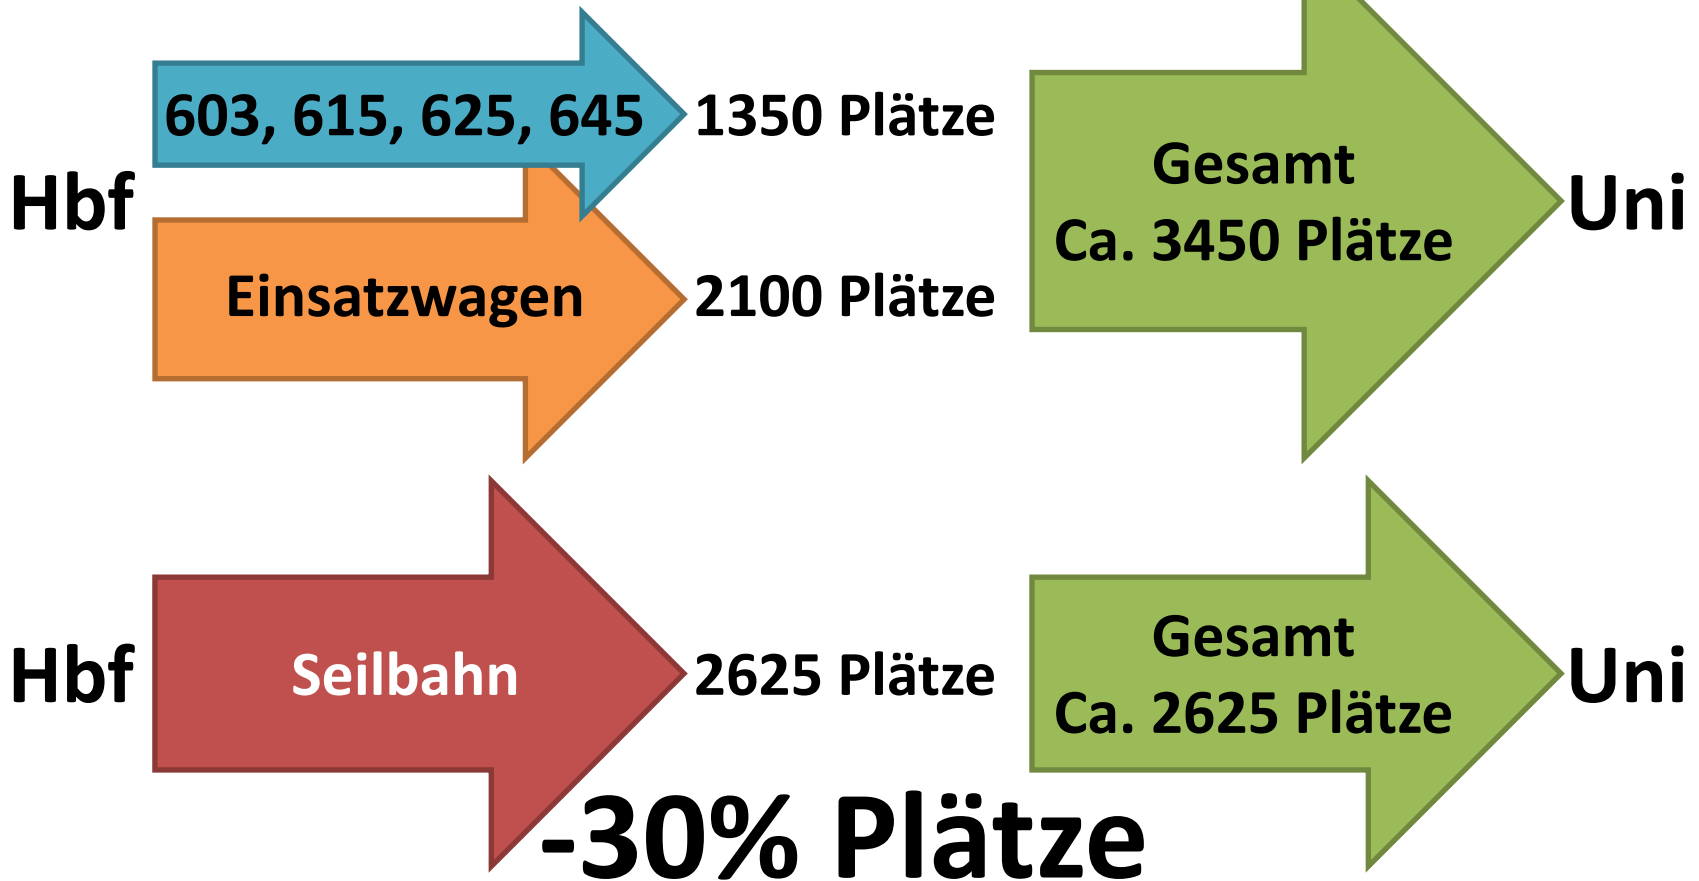 Hbf
603, 615, 625, 645
1350 Plätze
Einsatzwagen
2100 Plätze
Gesamt
Ca. 3450 Plätze
Uni
Hbf
Seilbahn
2625 Plätze
Gesamt
Ca. 2625 Plätze
Uni
-30% Plätze